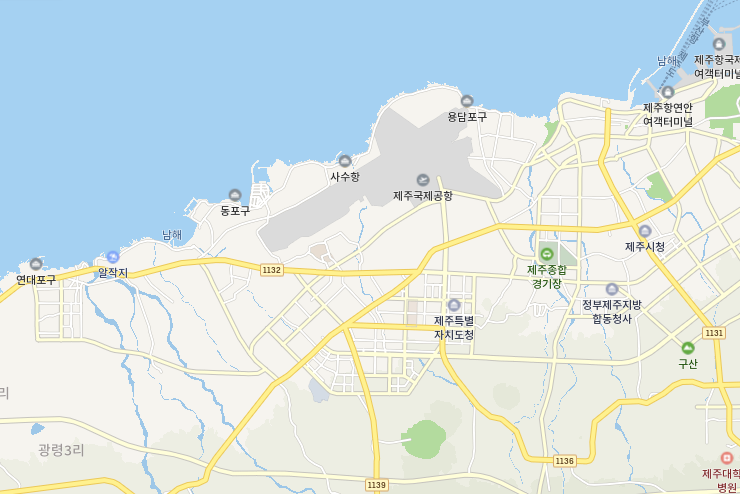 남해
제주항국제
여객터미널
제주항연안
여객터미널
용담포구
사수항
제주국제공항
동포구
남해
제주시청
알작지
연대포구
1132
제주종합
경기장
정부제주지방
합동청사
제주특별
자치도청
1131
구산
리
광령3리
1136
제주대학
병원
1139